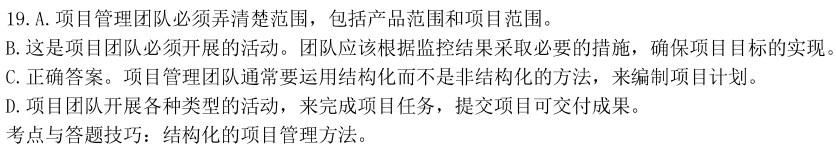 19. A. 项目管理团队必须弄清楚范围，包括产品范围和项目范围。
B. 这是项目团队必须开展的活动。团队应该根据监控结果采取必要的措施，确保项目目标的实现。
C. 正确答案。项目管理团队通常要运用结构化而不是非结构化的方法，来编制项目计划。
D. 项目团队开展各种类型的活动，来完成项目任务，提交项目可交付成果。
考点与答题技巧：结构化的项目管理方法。